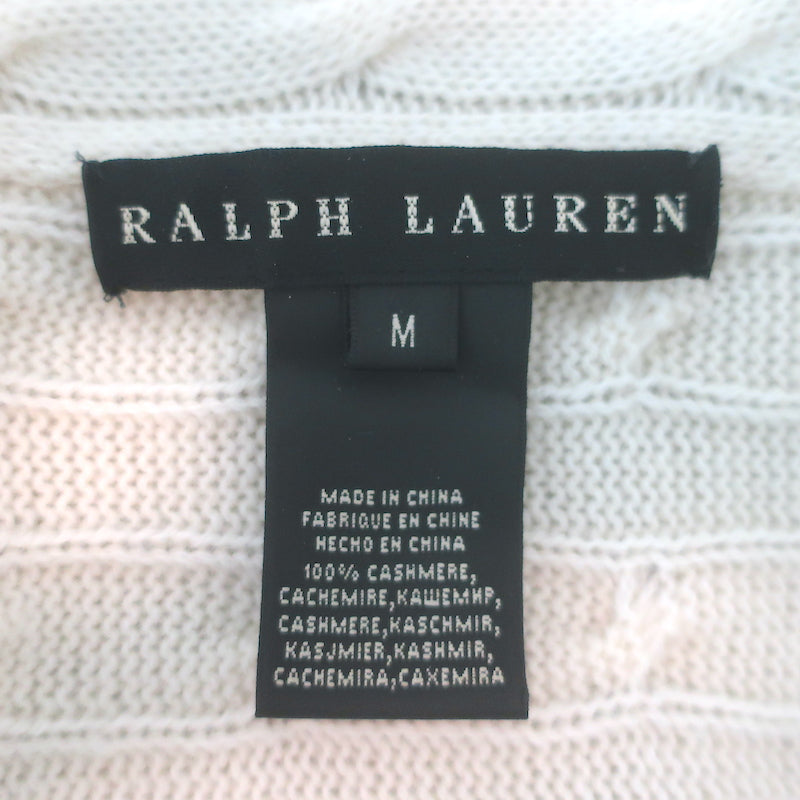 RALPH LAUREN
M
MADE IN CHINA
FABRIQUE EN CHINE
HECHO EN CHINA
100% CASHMERE,
CACHEMIRE,КАШЕМИР,
CASHMERE,KASCHMIR,
KASJMIER,KASHMIR,
CACHEMIRA,CAXEMIRA